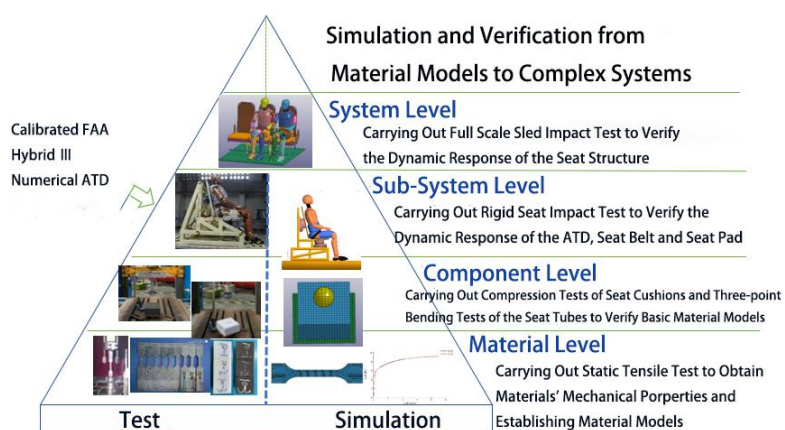 Simulation and Verification from
Material Models to Complex Systems
System Level
Carrying Out Full Scale Sled Impact Test to Verify
the Dynamic Response of the Seat Structure
Calibrated FAA
Hybrid III
Numerical ATD
Sub-System Level
Carrying Out Rigid Seat Impact Test to Verify the
Dynamic Response of the ATD, Seat Belt and Seat Pad
Component Level
Carrying Out Compression Tests of Seat Cushions and Three-point
Bending Tests of the Seat Tubes to Verify Basic Material Models
Material Level
Carrying Out Static Tensile Test to Obtain
Materials' Mechanical Porperties and
Establishing Material Models
Test
Simulation